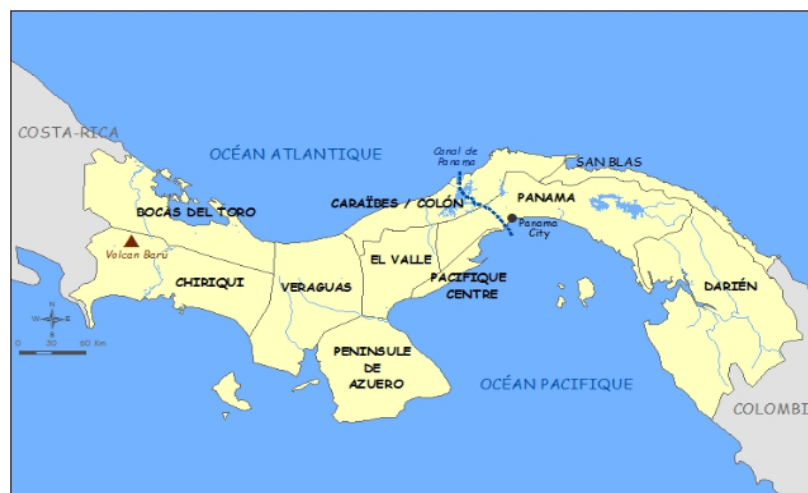 COSTA-RICA
OCÉAN ATLANTIQUE
Canal de
Panama
SAN BLAS
BOCAS DEL TORO
CARAÏBES / COLÓN
PANAMA
Panama
City
Volcan Barú
CHIRIQUI
VERAGUAS
EL VALLE
PACIFIQUE
CENTRE
DARIÉN
N
W
E
S
0 30 60 Km
PENINSULE
DE
AZUERO
OCÉAN PACIFIQUE
COLOMBI